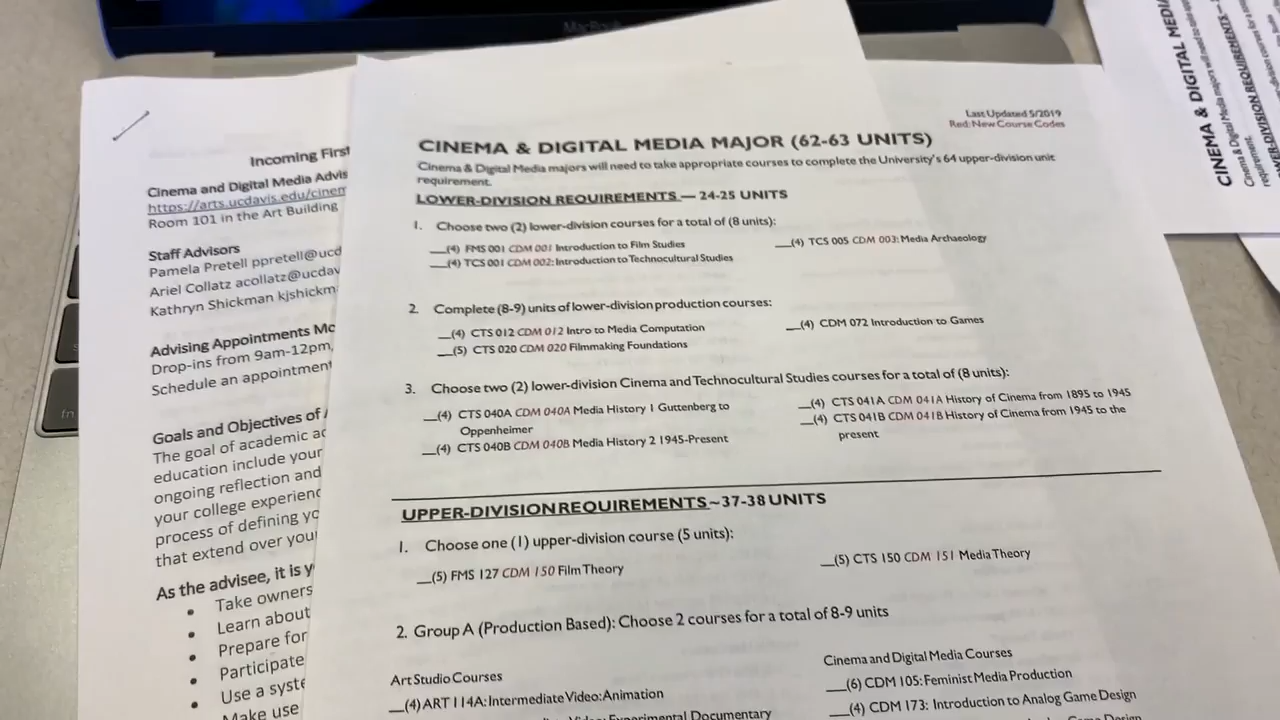 MacBook
Incoming First
Cinema and Digital Media Advis
https://arts.ucdavis.edu/cinem
Room 101 in the Art Building
Staff Advisors
Pamela Pretell ppretell@ucd
Ariel Collatz acollatz@ucdav
Kathryn Shickman kjshickm
Advising Appointments Mo
Drop-ins from 9am-12pm,
Schedule an appointment
Goals and Objectives of A
The goal of academic ad
education include your
ongoing reflection and
your college experienc
process of defining yo
that extend over your
As the advisee, it is y
• Take owners
• Learn about
• Prepare for
• Participate
• Use a syste
• Make use
fn
Last Updated 5/2019
Red: New Course Codes
CINEMA & DIGITAL MEDIA MAJOR (62-63 UNITS)
Cinema & Digital Media majors will need to take appropriate courses to complete the University's 64 upper-division unit
requirement.
LOWER-DIVISION REQUIREMENTS — 24-25 UNITS
1. Choose two (2) lower-division courses for a total of (8 units):
__(4) FMS 001 CDM 001 Introduction to Film Studies
__(4) TCS 001 CDM 002: Introduction to Technocultural Studies
__(4) TCS 005 CDM 003: Media Archaeology
2. Complete (8-9) units of lower-division production courses:
__(4) CTS 012 CDM 012 Intro to Media Computation
__(5) CTS 020 CDM 020 Filmmaking Foundations
__(4) CDM 072 Introduction to Games
3. Choose two (2) lower-division Cinema and Technocultural Studies courses for a total of (8 units):
__(4) CTS 040A CDM 040A Media History 1 Guttenberg to
Oppenheimer
__(4) CTS 040B CDM 040B Media History 2 1945-Present
__(4) CTS 041A CDM 041A History of Cinema from 1895 to 1945
__(4) CTS 041B CDM 041B History of Cinema from 1945 to the
present
UPPER-DIVISION REQUIREMENTS ~ 37-38 UNITS
1. Choose one (1) upper-division course (5 units):
__(5) FMS 127 CDM 150 Film Theory
__(5) CTS 150 CDM 151 Media Theory
2. Group A (Production Based): Choose 2 courses for a total of 8-9 units
Art Studio Courses
__(4) ART 114A: Intermediate Video: Animation
Video: Experimental Documentary
Cinema and Digital Media Courses
__(6) CDM 105: Feminist Media Production
__(4) CDM 173: Introduction to Analog Game Design
Game Design
CINEMA & DIGITAL MEDIA
Cinema & Digital Media majors will need to take
requirement.
REQUIREMENTS